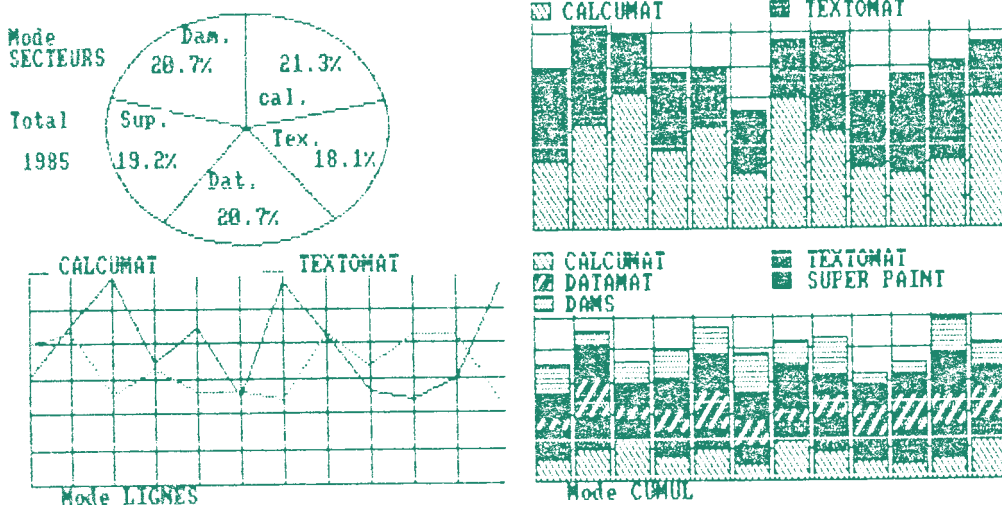 Mode
SECTEURS
Total
1985
Dam.
20.7%
21.3%
cal.
Sup.
19.2%
Tex.
18.1%
Dat.
20.7%
CALCUMAT TEXTOMAT
CALCUMAT TEXTOMAT
Mode LIGNES
CALCUMAT TEXTOMAT
DATAMAT SUPER PAINT
DAMS
Mode CUMUL